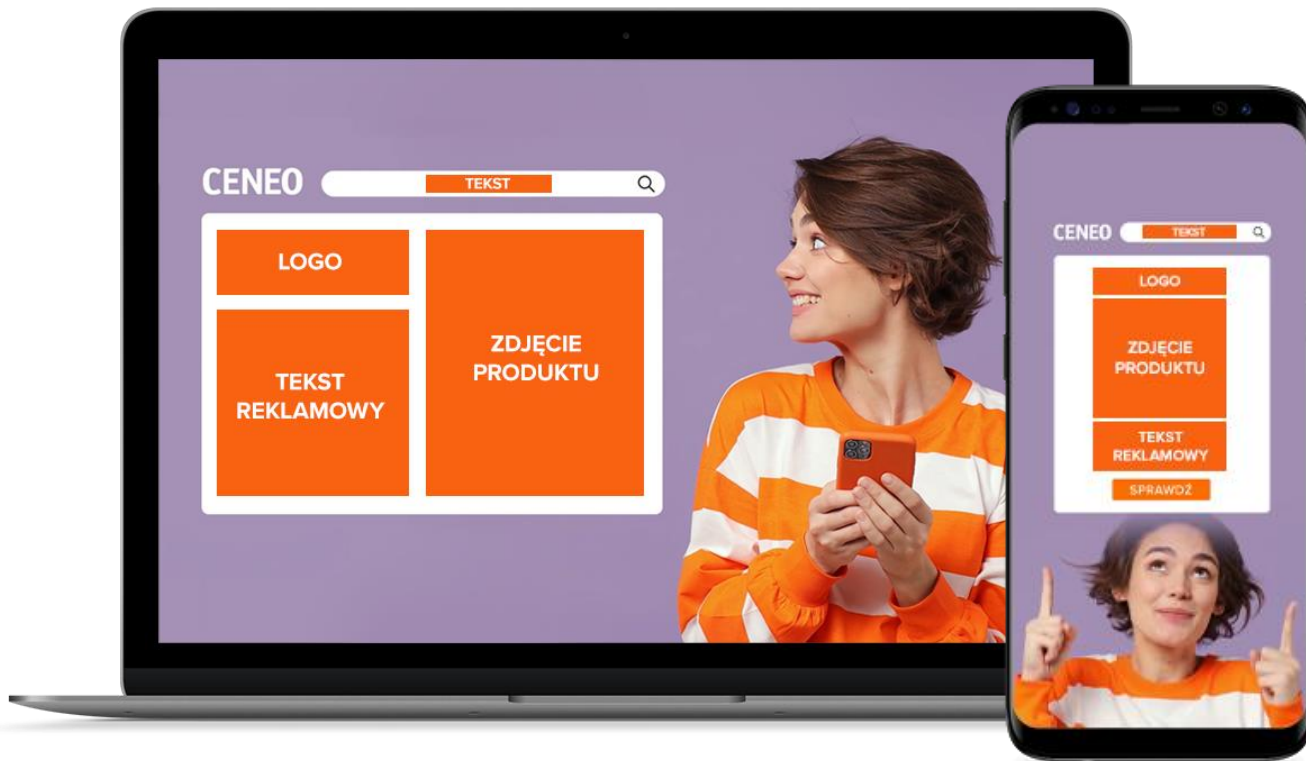 CENEO
TEKST
LOGO
TEKST
REKLAMOWY
ZDJĘCIE
PRODUKTU
CENEO
TEKST
LOGO
ZDJĘCIE
PRODUKTU
TEKST
REKLAMOWY
SPRAWDŹ